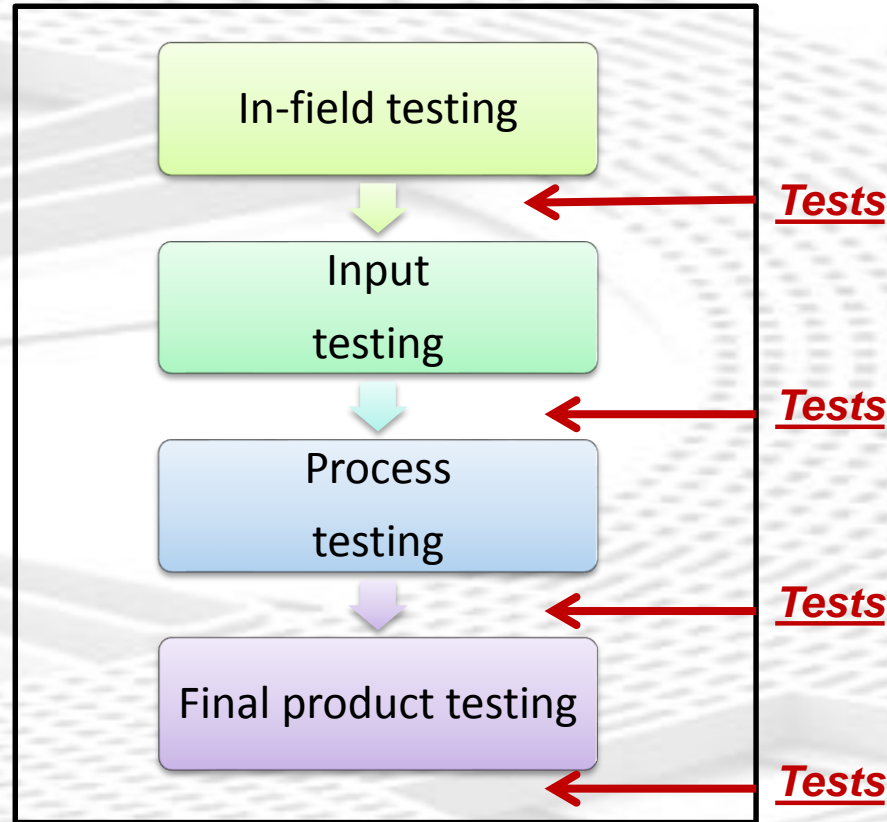 In-field testing
Tests
Input
testing
Tests
Process
testing
Tests
Final product testing
Tests